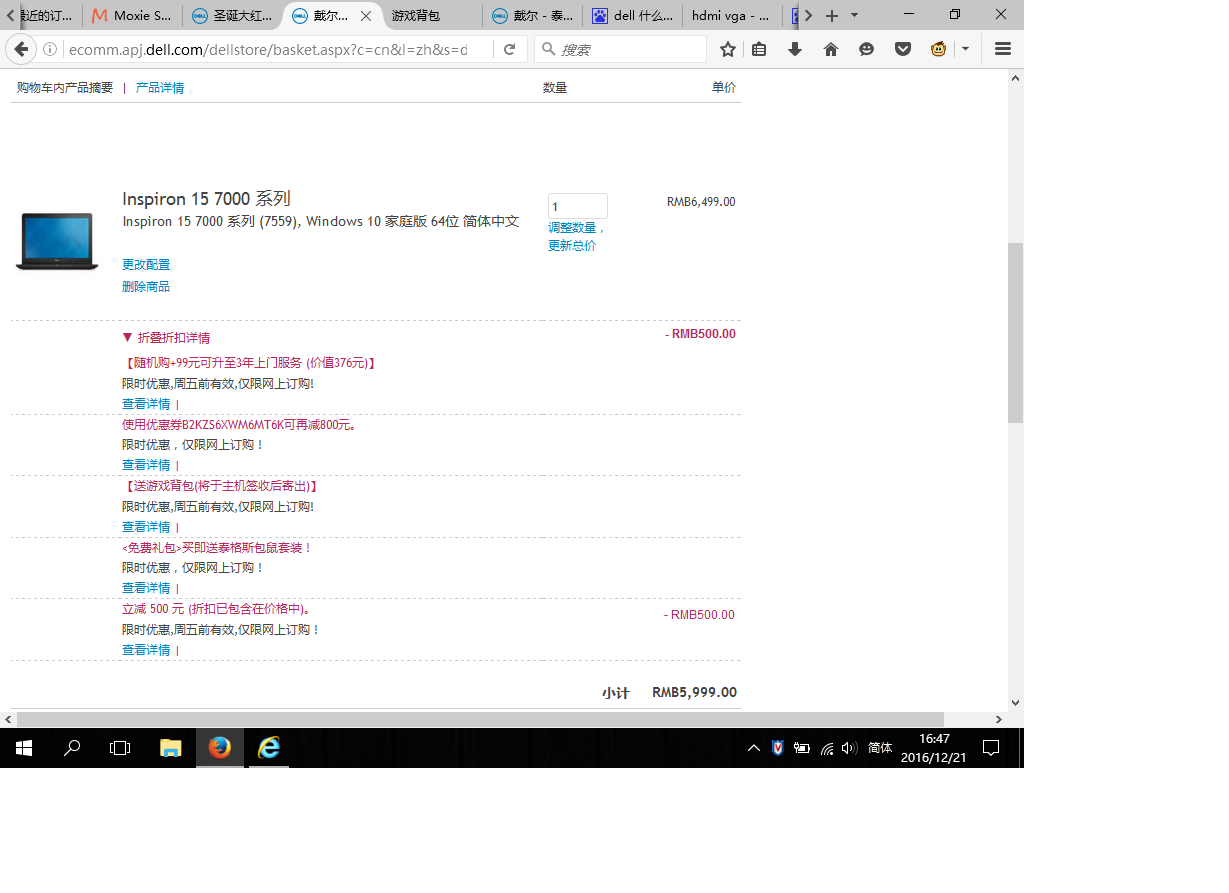 最近的订...
Moxie S...
圣诞大红...
戴尔...
游戏背包
戴尔 - 泰...
dell 什么...
hdmi vga - ...
ecomm.apj.dell.com/dellstore/basket.aspx?c=cn&l=zh&s=d
搜索
购物车内产品摘要 | 产品详情 数量 单价
Inspiron 15 7000 系列 1 RMB6,499.00
Inspiron 15 7000 系列 (7559), Windows 10 家庭版 64位 简体中文
调整数量，
更新总价
更改配置
删除商品
▼ 折叠折扣详情 - RMB500.00
【随机购+99元可升至3年上门服务 (价值376元)】
限时优惠,周五前有效,仅限网上订购!
查看详情 |
使用优惠券B2KZS6XWM6MT6K可再减800元。
限时优惠，仅限网上订购！
查看详情 |
【送游戏背包(将于主机签收后寄出)】
限时优惠,周五前有效,仅限网上订购!
查看详情 |
<免费礼包>买即送泰格斯包鼠套装！
限时优惠，仅限网上订购！
查看详情 |
立减 500 元 (折扣已包含在价格中)。 - RMB500.00
限时优惠,周五前有效,仅限网上订购！
查看详情 |
小计 RMB5,999.00
简体
16:47
2016/12/21